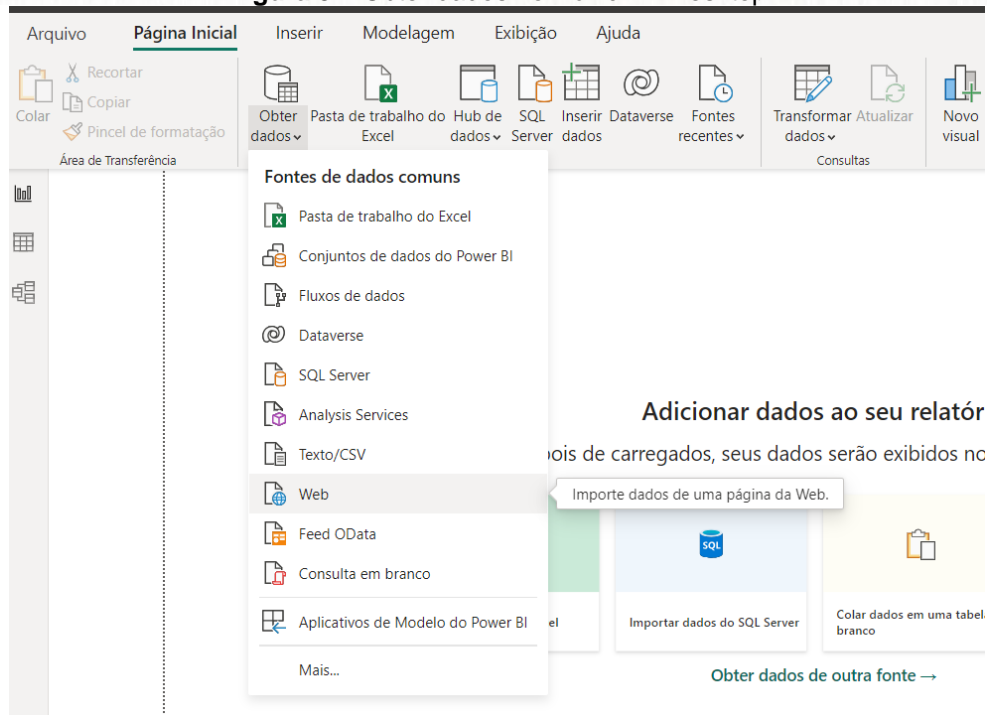 Arquivo Página Inicial Inserir Modelagem Exibição Ajuda
Colar
Recortar
Copiar
Pincel de formatação
Área de Transferência
Obter
dados
Pasta de trabalho do
Excel
Hub de
dados
SQL
Server
Inserir
dados
Dataverse
Fontes
recentes
Transformar
dados
Atualizar
Consultas
Novo
visual
Fontes de dados comuns
Pasta de trabalho do Excel
Conjuntos de dados do Power BI
Fluxos de dados
Dataverse
SQL Server
Analysis Services
Texto/CSV
Web
Feed OData
Consulta em branco
Aplicativos de Modelo do Power BI
Mais...
Importe dados de uma página da Web.
Adicionar dados ao seu relatór
ois de carregados, seus dados serão exibidos no
SQL
el
Importar dados do SQL Server
Colar dados em uma tabela
branco
Obter dados de outra fonte →